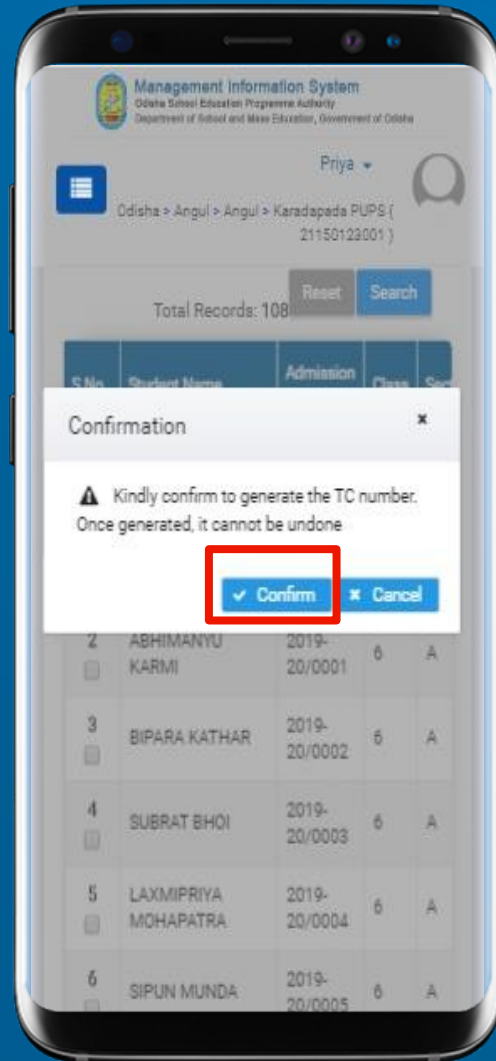 Management Information System
Odisha School Education Programme Authority
Department of School and Mass Education, Government of Odisha
Priya
Odisha > Angul > Angul > Karadapada PUPS (
21150123001 )
Total Records: 108
Reset
Search
S.No
Student Name
Admission
Class
Sec
Confirmation
x
Kindly confirm to generate the TC number.
Once generated, it cannot be undone
Confirm
Cancel
2 ABHIMANYU KARMI 2019-20/0001 6 A
3 BIPARA KATHAR 2019-20/0002 6 A
4 SUBRAT BHOI 2019-20/0003 6 A
5 LAXMIPRIYA MOHAPATRA 2019-20/0004 6 A
6 SIPUN MUNDA 2019-20/0005 6 A